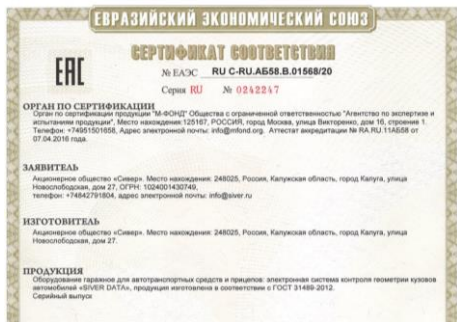 ЕВРАЗИЙСКИЙ ЭКОНОМИЧЕСКИЙ СОЮЗ
СЕРТИФИКАТ СООТВЕТСТВИЯ
ЕАС
№ ЕАЭС RU С-RU.АБ58.В.01568/20
Серия RU № 0242247
ОРГАН ПО СЕРТИФИКАЦИИ
Орган по сертификации продукции "М-ФОНД" Общества с ограниченной ответственностью "Агентство по экспертизе и
испытаниям продукции", Место нахождения:125167, РОССИЯ, город Москва, улица Викторенко, дом 16, строение 1.
Телефон: +74951501658, Адрес электронной почты: info@mfond.org. Аттестат аккредитации № RA.RU.11АБ58 от
07.04.2016 года.
ЗАЯВИТЕЛЬ
Акционерное общество «Сивер». Место нахождения: 248025, Россия, Калужская область, город Калуга, улица
Новослободская, дом 27, ОГРН: 1024001430749,
телефон: +74842791804, адрес электронной почты: info@siver.ru
ИЗГОТОВИТЕЛЬ
Акционерное общество «Сивер». Место нахождения: 248025, Россия, Калужская область, город Калуга, улица
Новослободская, дом 27.
ПРОДУКЦИЯ
Оборудование гаражное для автотранспортных средств и прицепов: электронная система контроля геометрии кузовов
автомобилей «SIVER DATA», продукция изготовлена в соответствии с ГОСТ 31489-2012.
Серийный выпуск